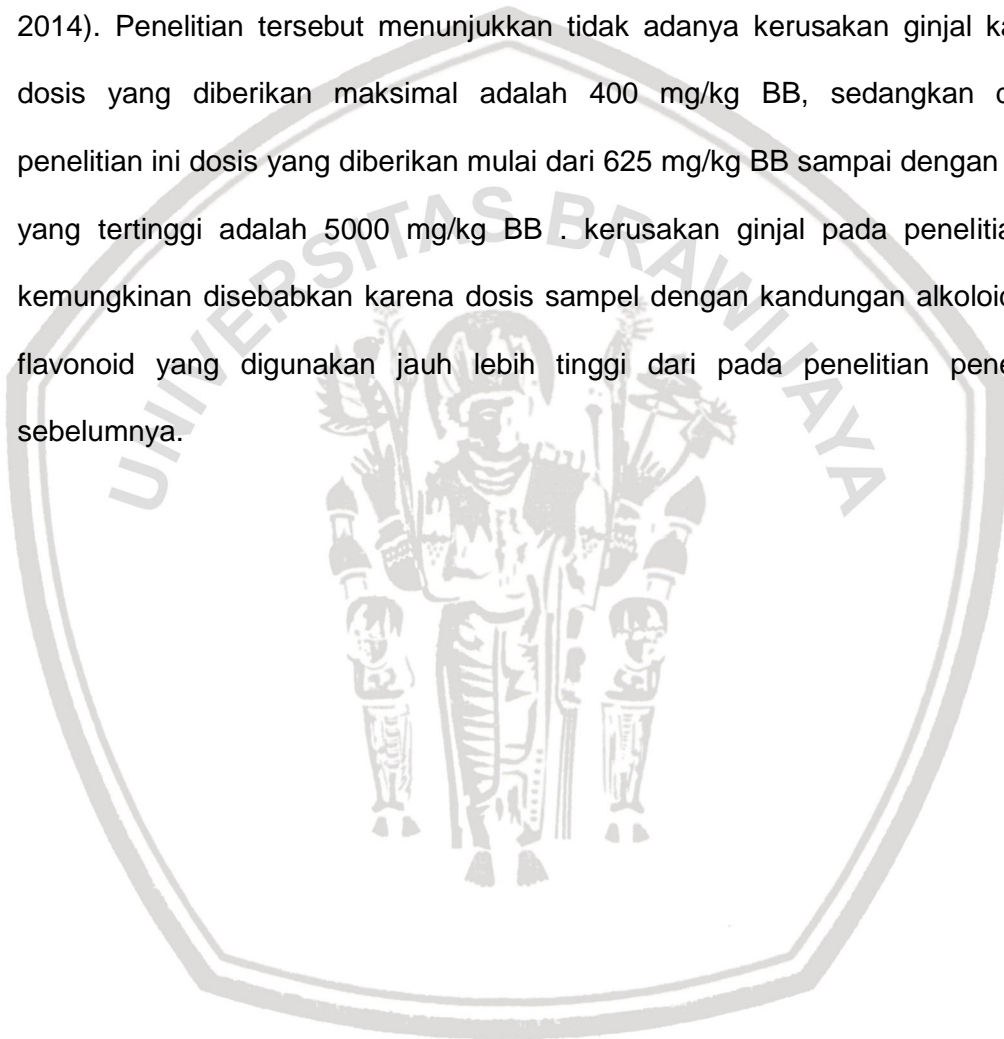 2014). Penelitian tersebut menunjukkan tidak adanya kerusakan ginjal
dosis yang diberikan maksimal adalah 400 mg/kg BB, sedangkan
penelitian ini dosis yang diberikan mulai dari 625 mg/kg BB sampai dengan
yang tertinggi adalah 5000 mg/kg BB . kerusakan ginjal pada
kemungkinan disebabkan karena dosis sampel dengan kandungan
flavonoid yang digunakan jauh lebih tinggi dari pada penelitian
sebelumnya.
UNIVERSITAS BRAWIJAYA